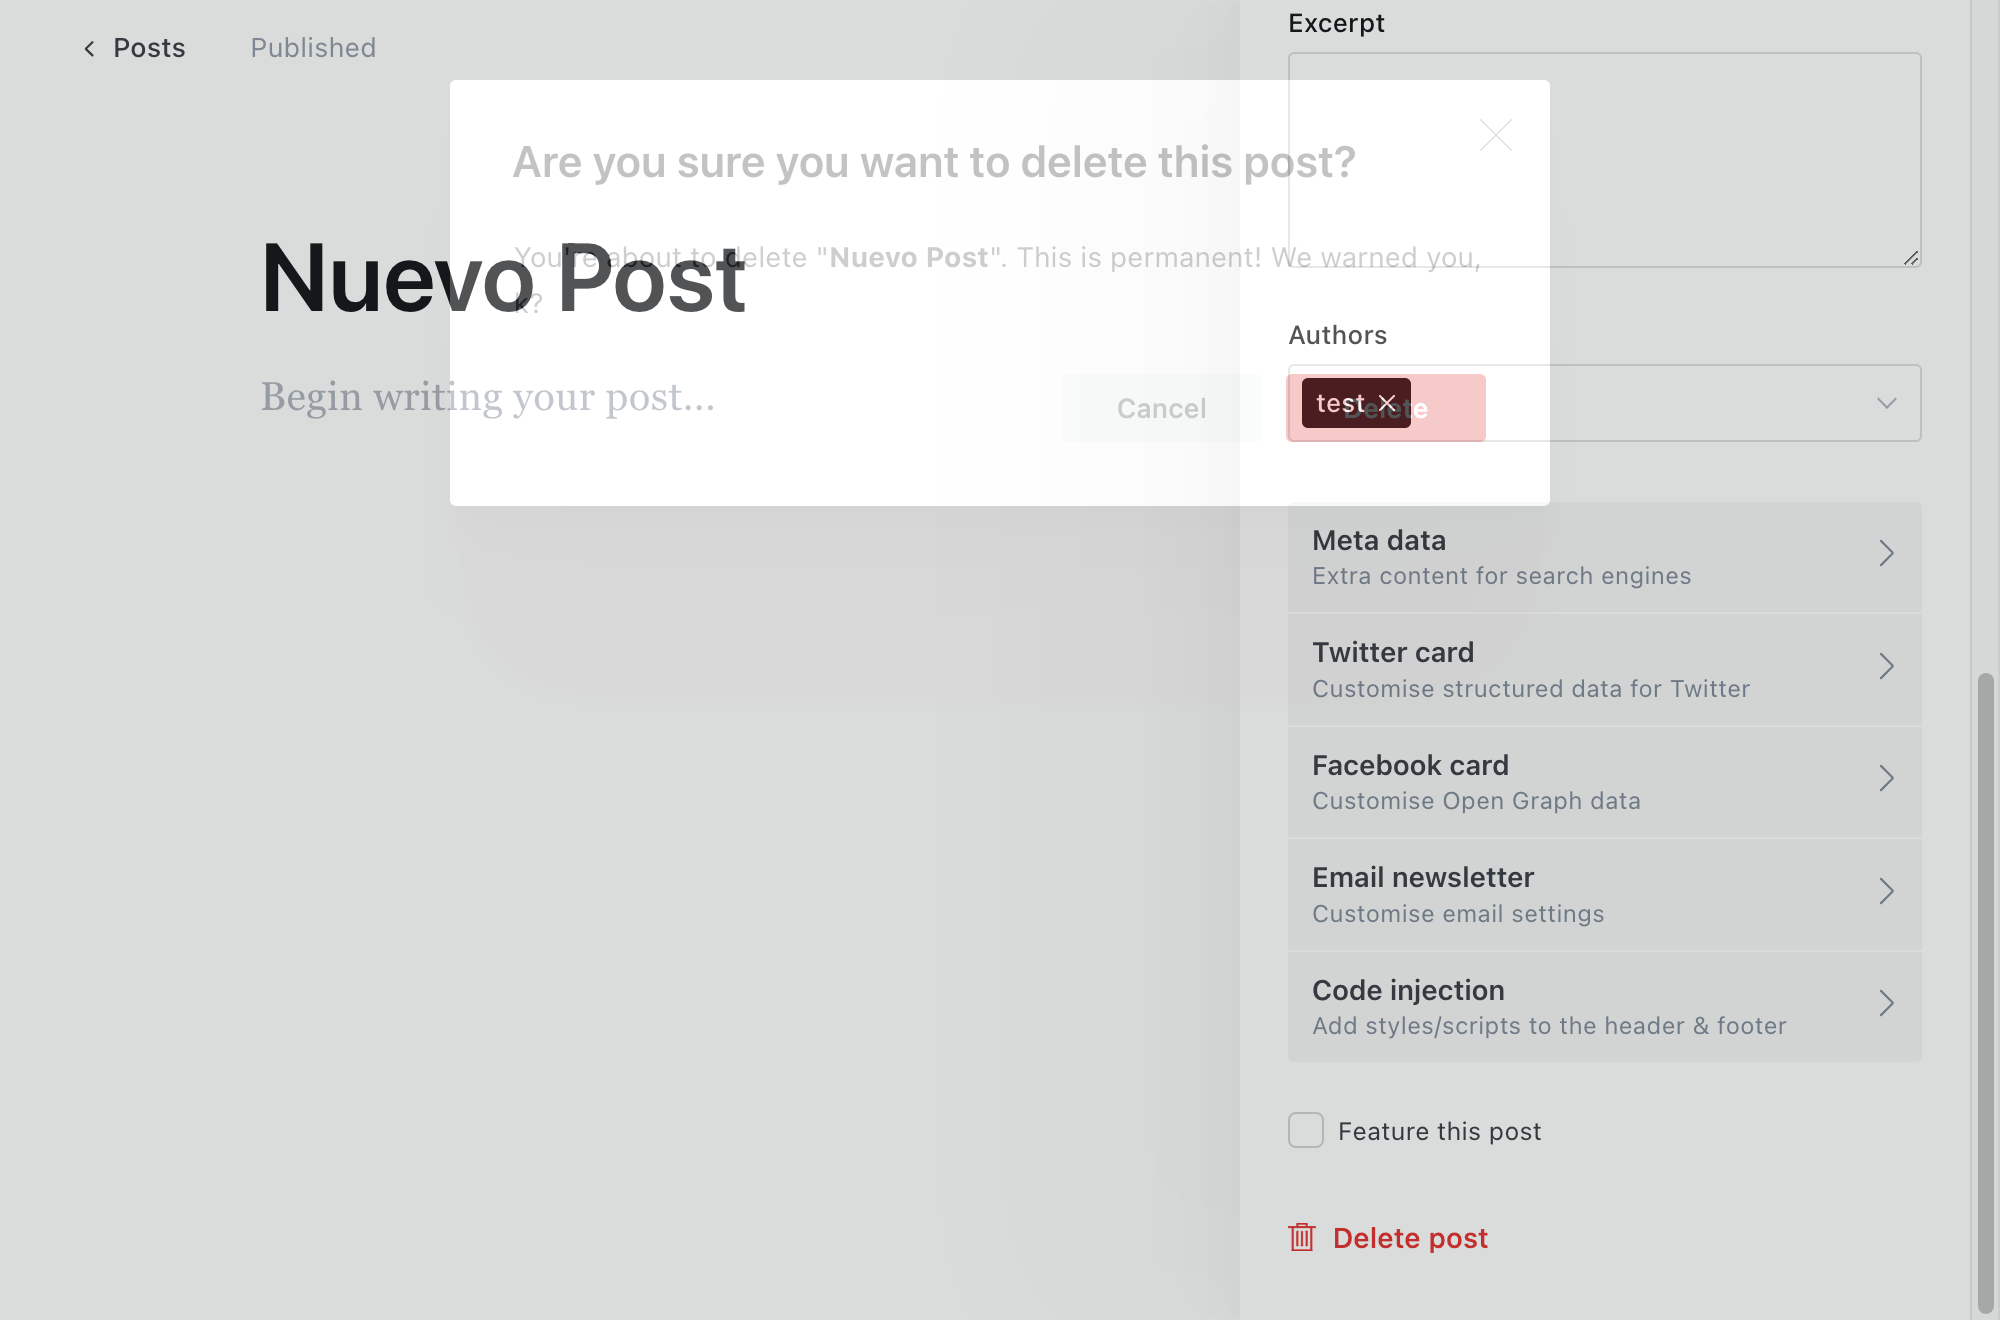 Posts
Published
Excerpt
Are you sure you want to delete this post?
You're about to delete "Nuevo Post". This is permanent! We warned you,
k?
Nuevo Post
Begin writing your post...
Authors
test
Cancel
Delete
Meta data
Extra content for search engines
Twitter card
Customise structured data for Twitter
Facebook card
Customise Open Graph data
Email newsletter
Customise email settings
Code injection
Add styles/scripts to the header & footer
Feature this post
Delete post